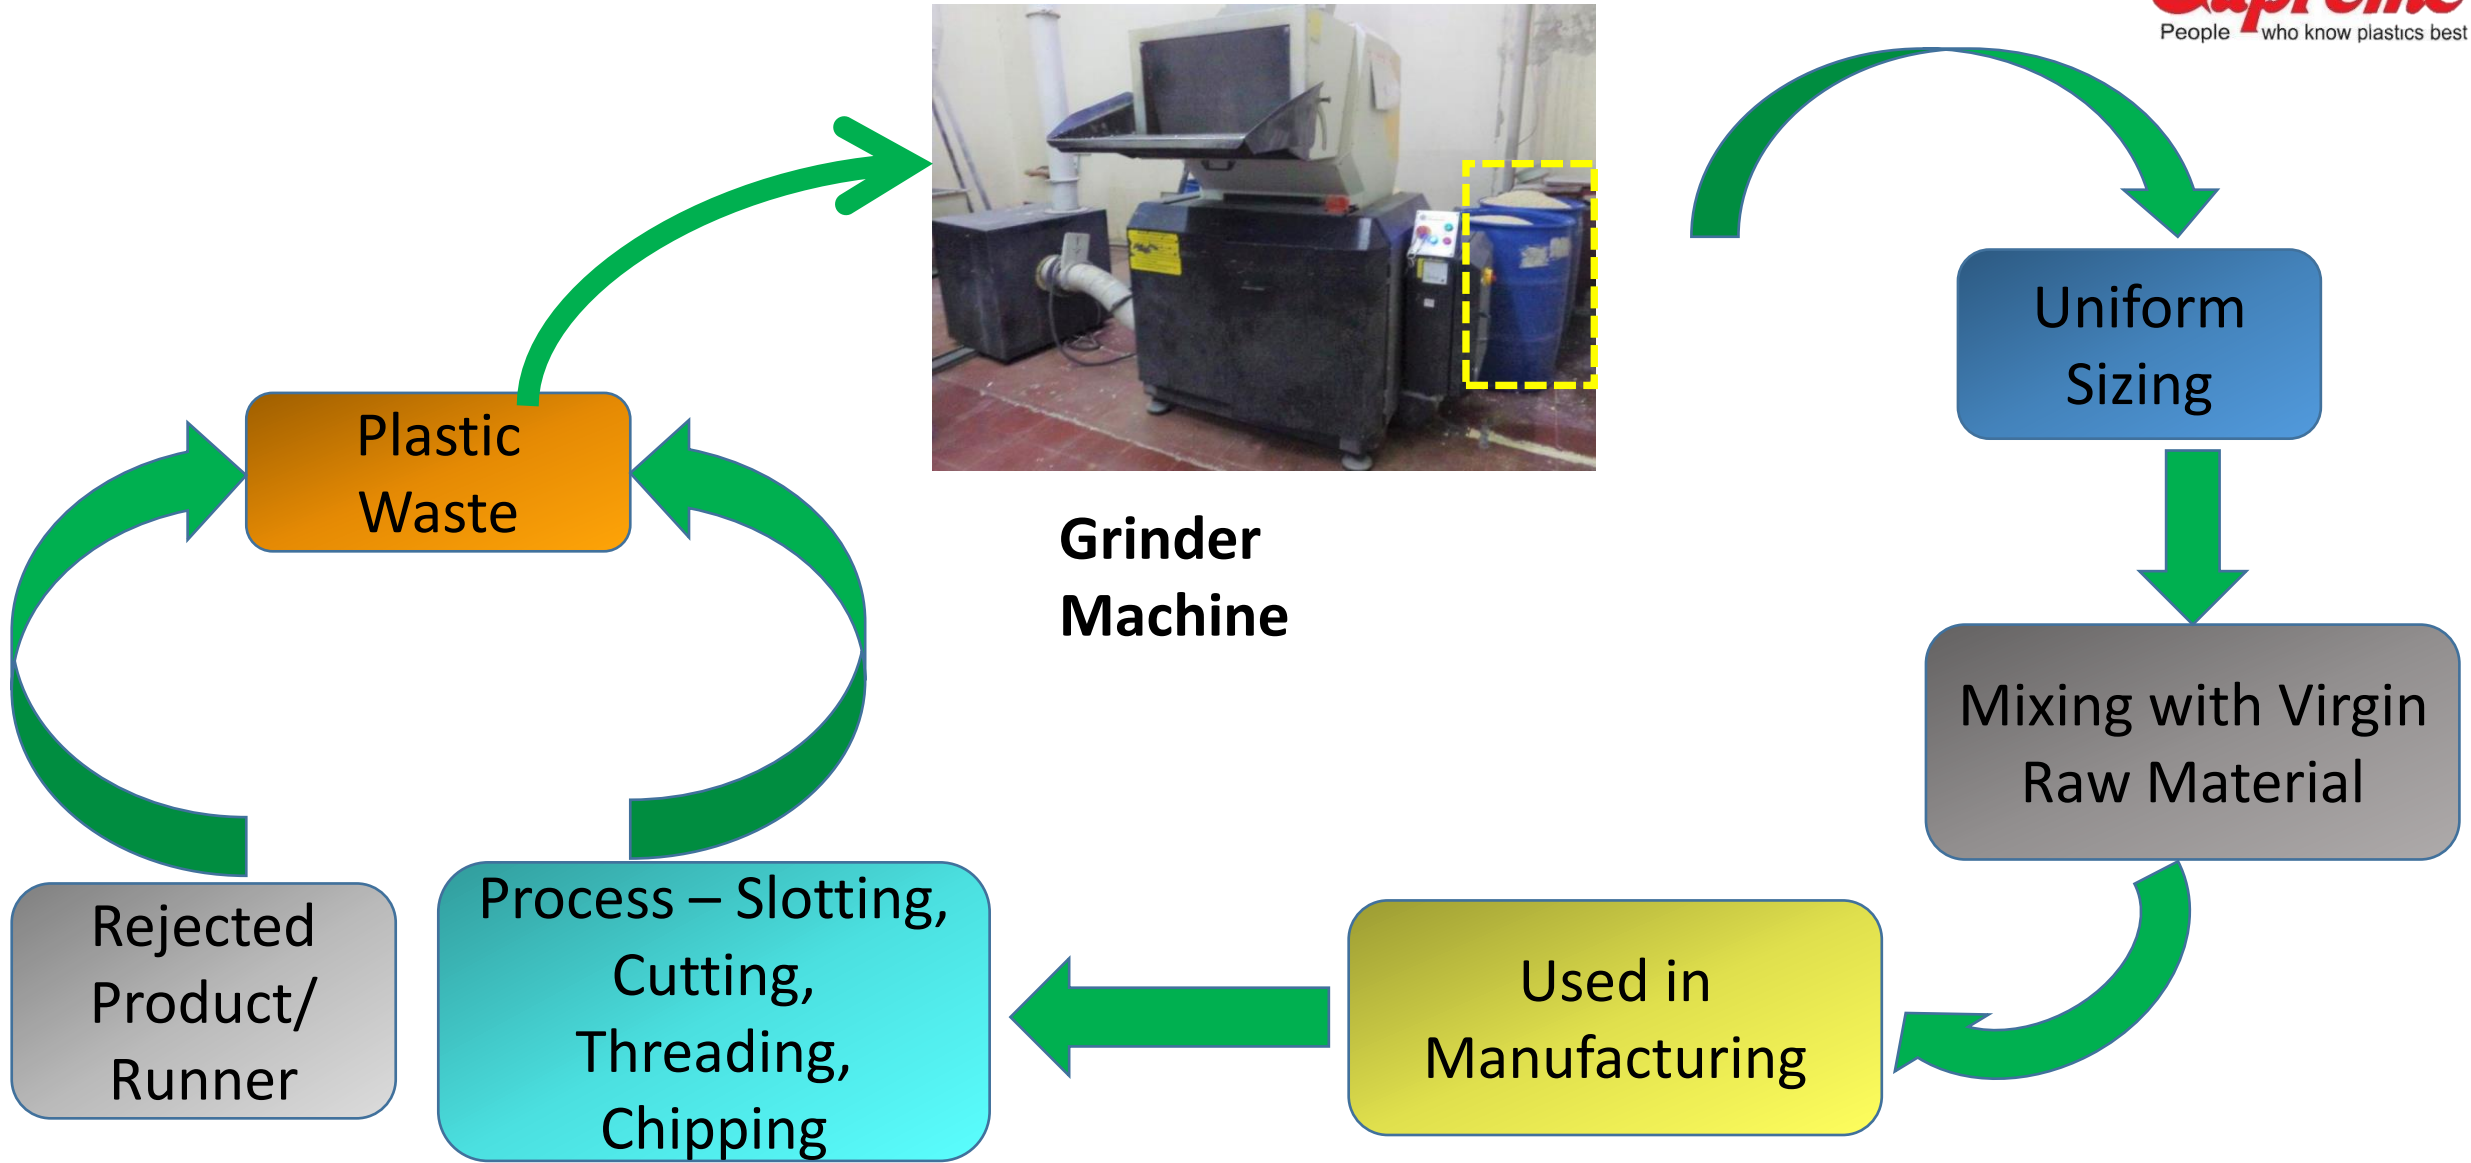 Supreme
People who know plastics best
Uniform
Sizing
Plastic
Waste
Grinder
Machine
Mixing with Virgin
Raw Material
Rejected
Product/
Runner
Process – Slotting,
Cutting,
Threading,
Chipping
Used in
Manufacturing